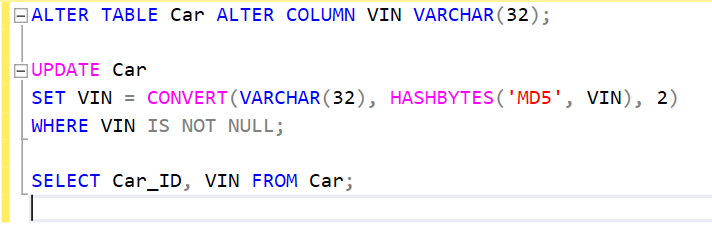 ALTER TABLE Car ALTER COLUMN VIN VARCHAR(32);
UPDATE Car
SET VIN = CONVERT(VARCHAR(32), HASHBYTES('MD5', VIN), 2)
WHERE VIN IS NOT NULL;
SELECT Car_ID, VIN FROM Car;